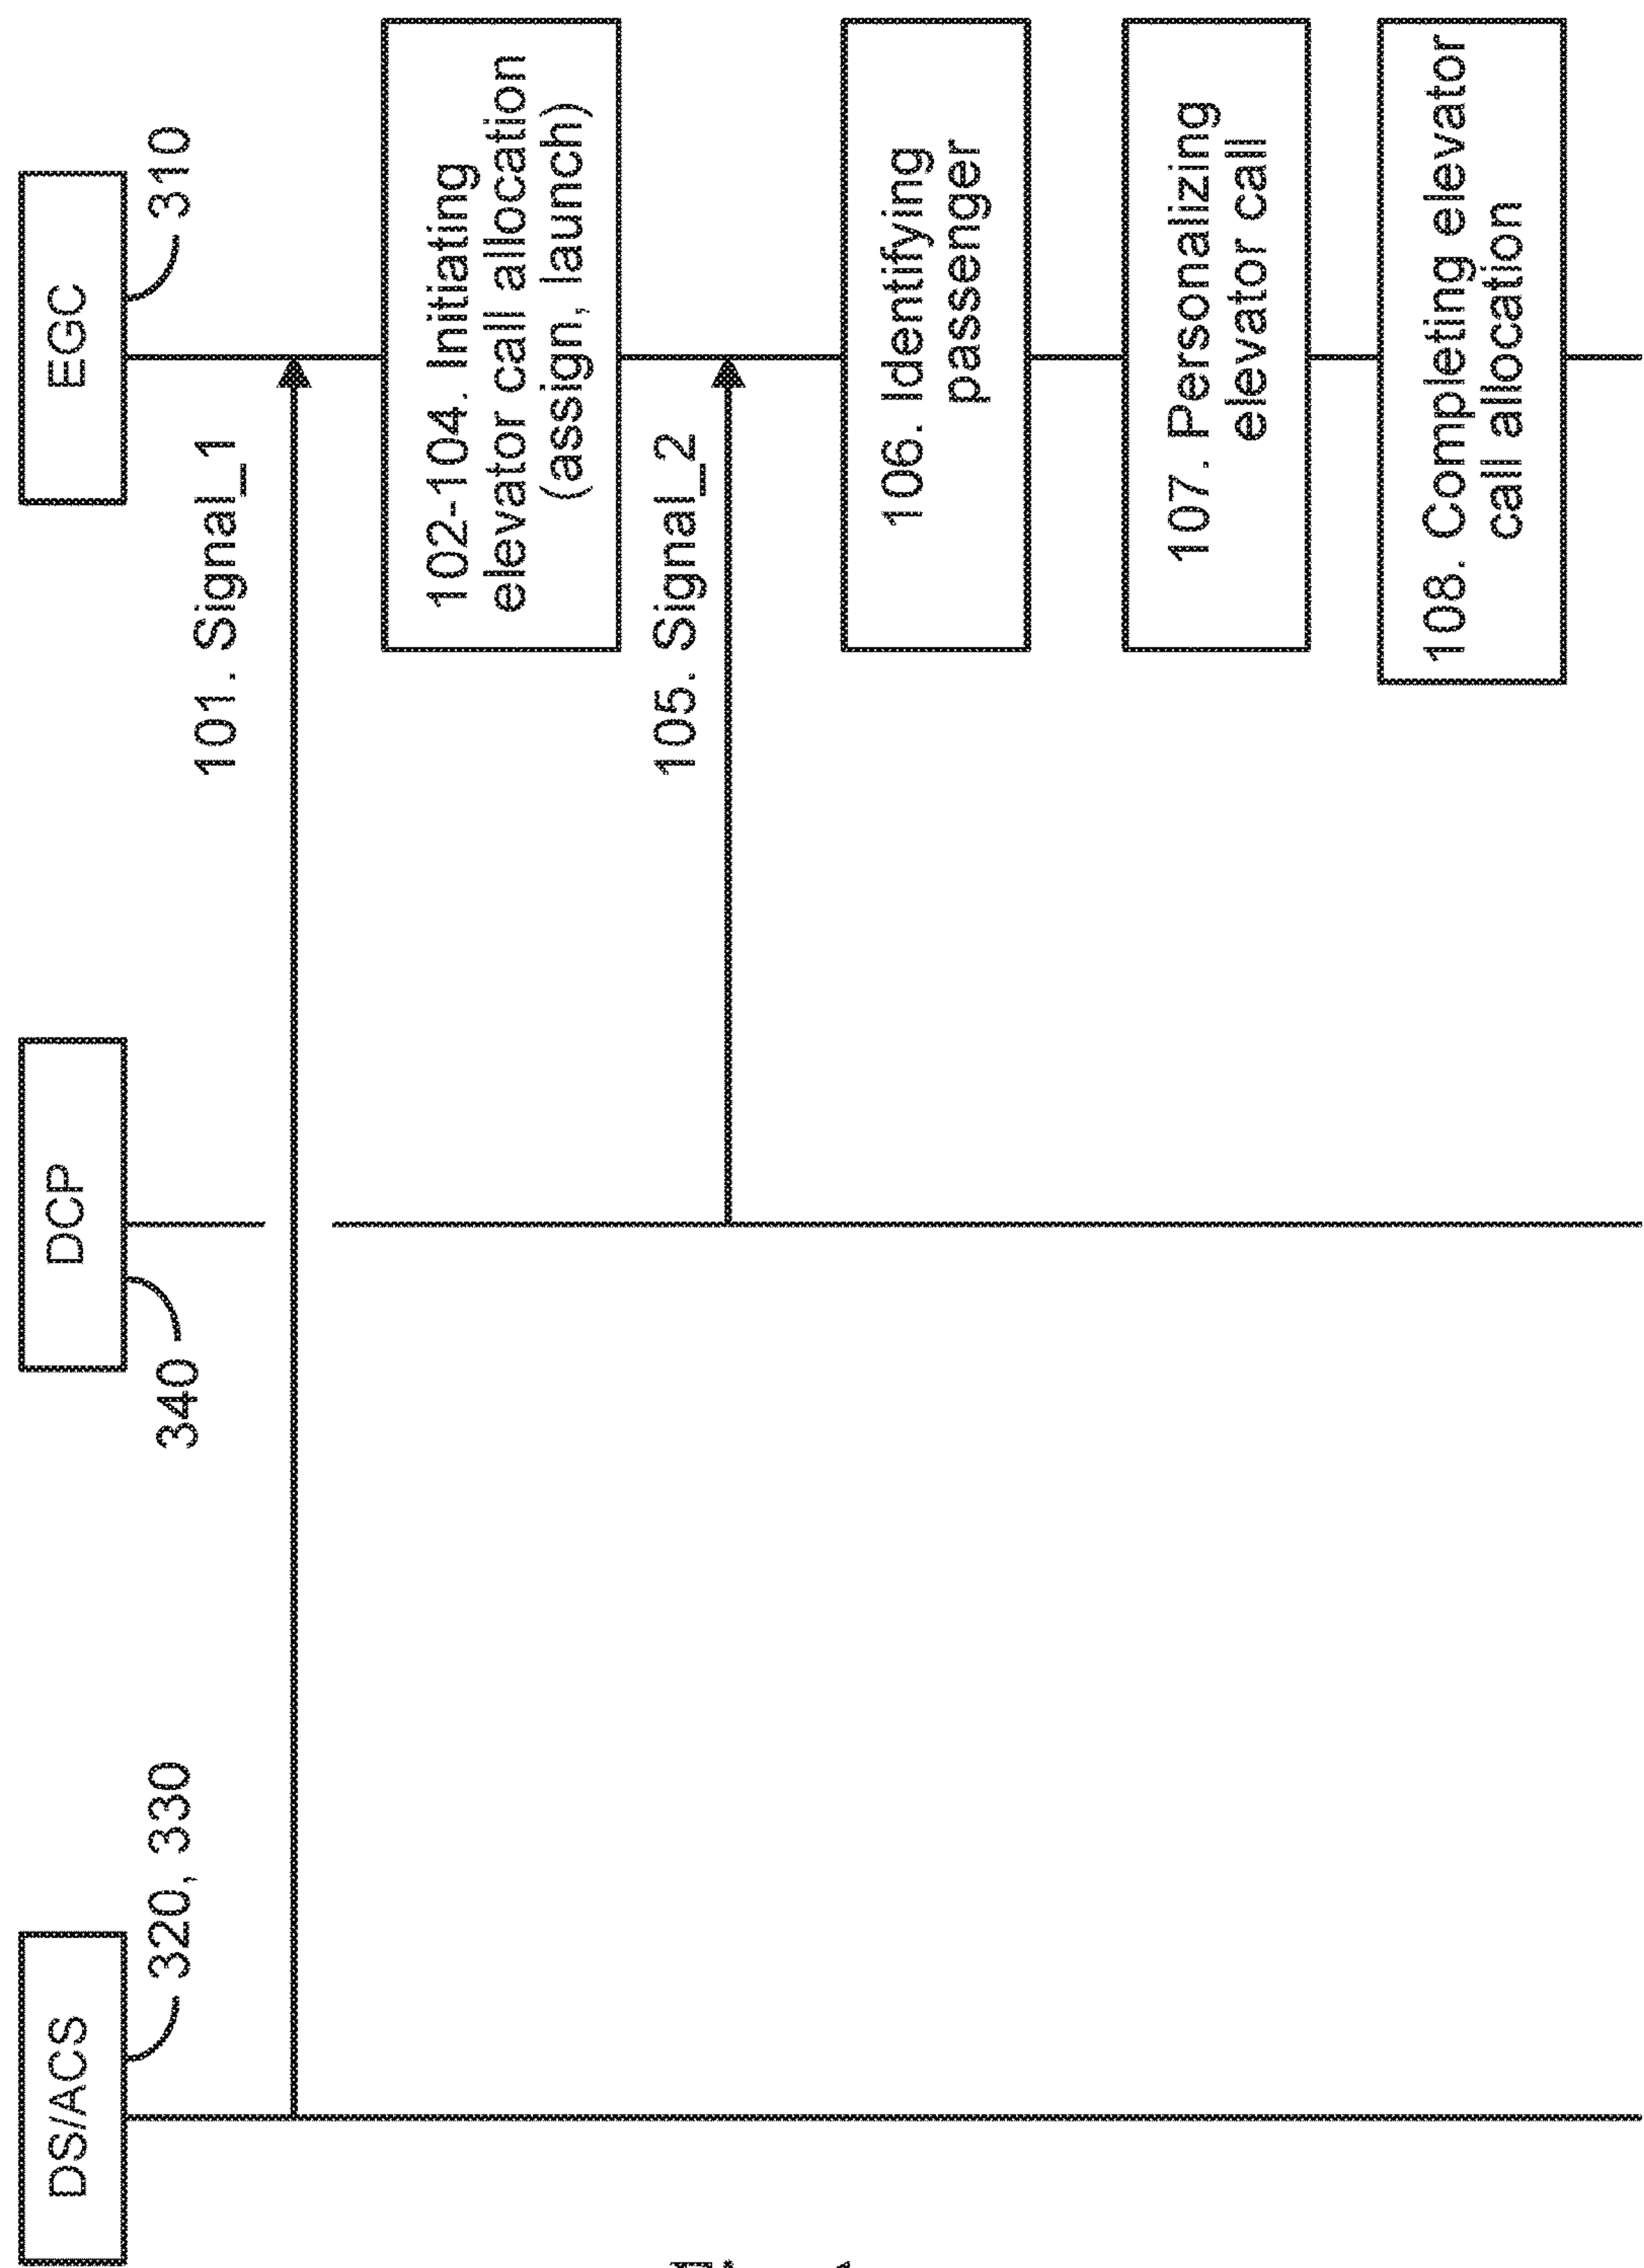 DS/ACS
320, 330
DCP
340
EGC
310
101. Signal_1
102-104. Initiating
elevator call allocation
(assign, launch)
105. Signal_2
106. Identifying
passenger
107. Personalizing
elevator call
108. Completing elevator
call allocation